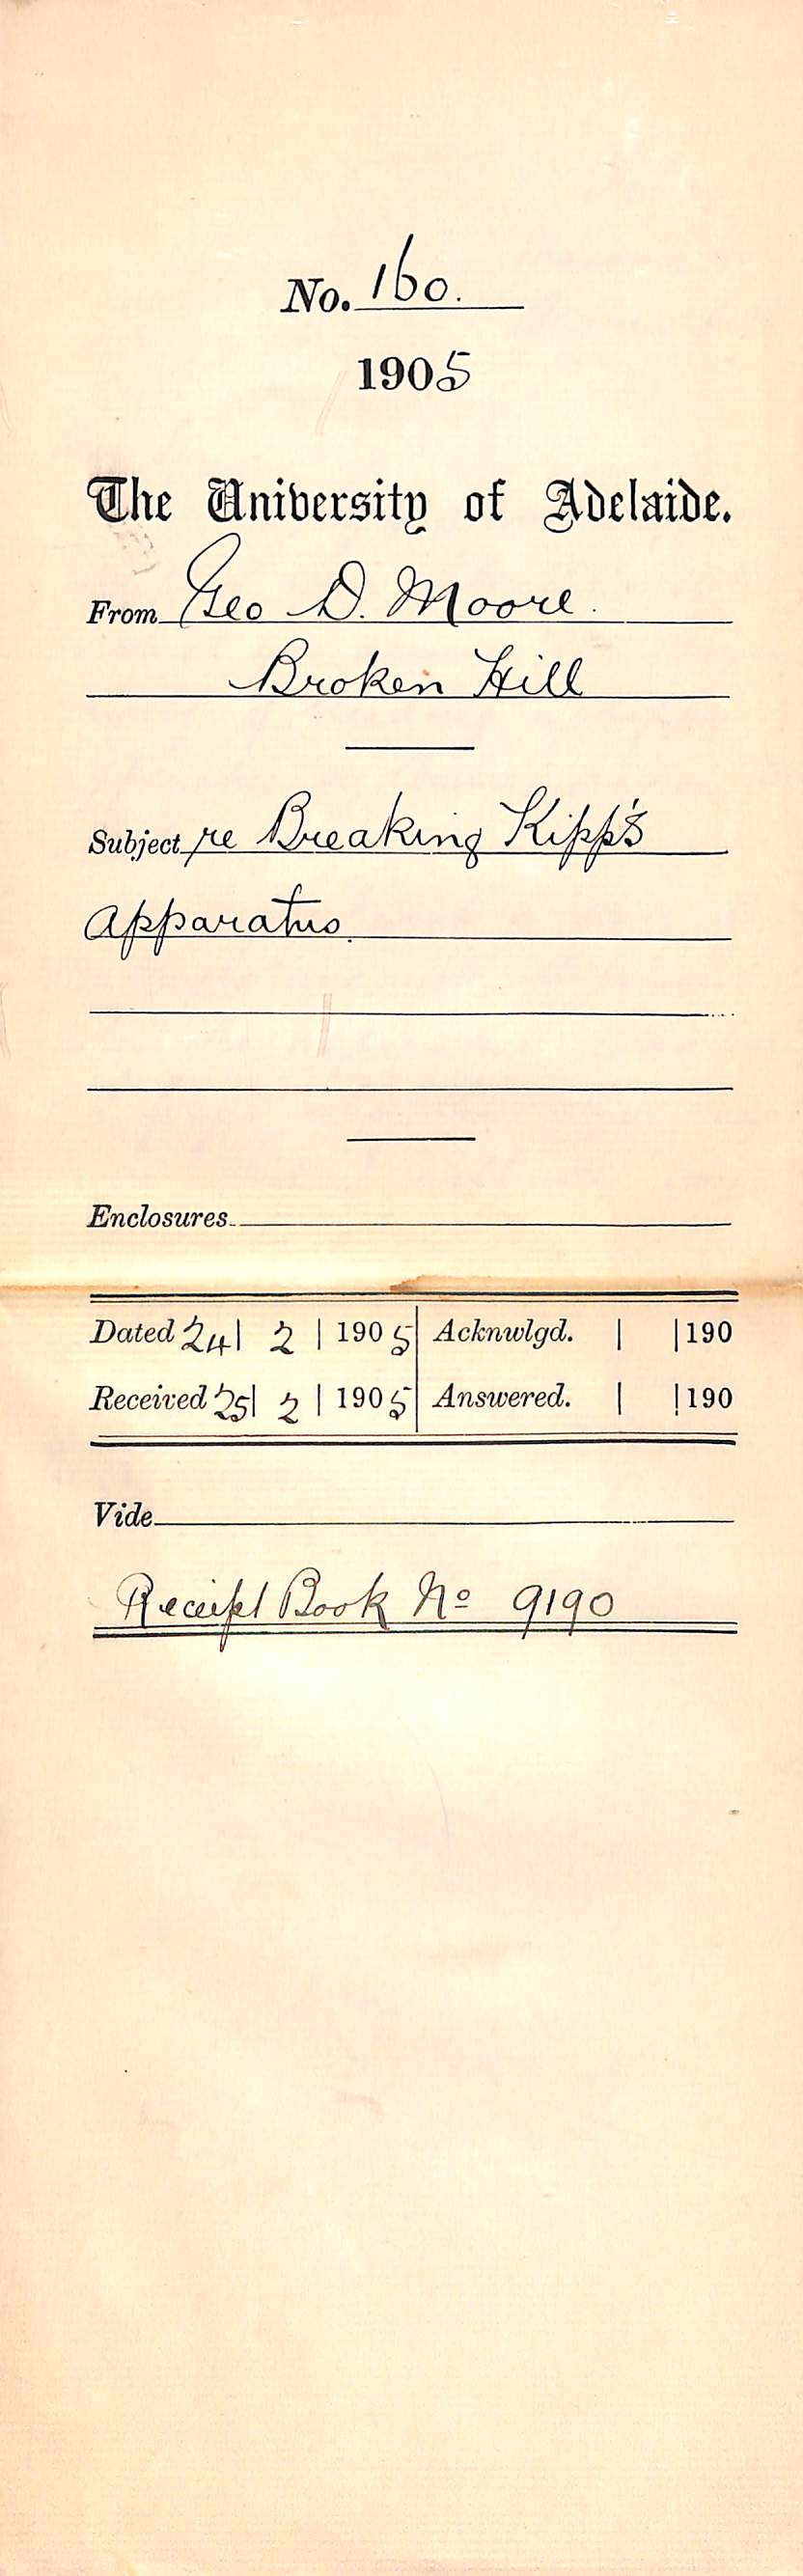 No. 160.
1905
The University of Adelaide.
From Geo D. Moore.
Broken Hill
Subject re Breaking Kipp's
Apparatus.
Enclosures
Dated 24 | 2 | 1905 Acknwlgd. | | 190
Received 25 | 2 | 1905 Answered. | | 190
Vide
Receipt Book No 9190